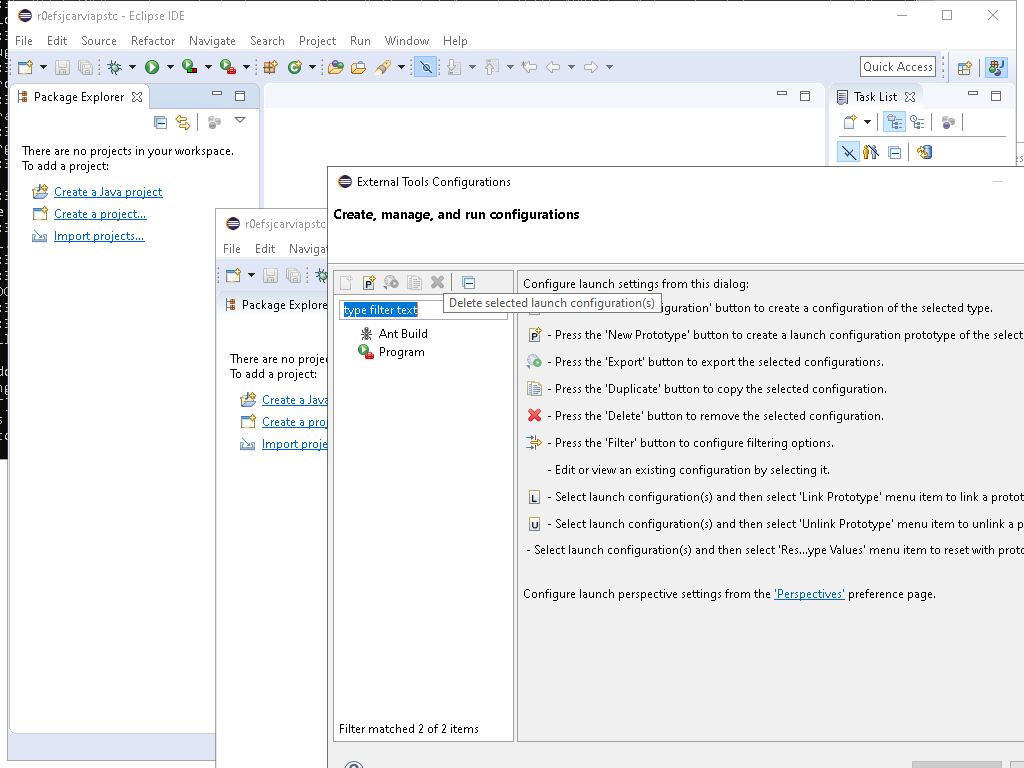 r0efsjcarviapstc - Eclipse IDE
File Edit Source Refactor Navigate Search Project Run Window Help
Quick Access
Package Explorer
Task List
There are no projects in your workspace.
To add a project:
Create a Java project
Create a project...
Import projects...
r0efsjcarviapstc
File Edit Navigat
Package Explore
There are no projec
To add a project:
Create a Java
Create a proj
Import proje
External Tools Configurations
Create, manage, and run configurations
type filter text
Ant Build
Program
Filter matched 2 of 2 items
Delete selected launch configuration(s)
Configure launch settings from this dialog:
iguration' button to create a configuration of the selected type.
- Press the 'New Prototype' button to create a launch configuration prototype of the select
- Press the 'Export' button to export the selected configurations.
- Press the 'Duplicate' button to copy the selected configuration.
- Press the 'Delete' button to remove the selected configuration.
- Press the 'Filter' button to configure filtering options.
- Edit or view an existing configuration by selecting it.
- Select launch configuration(s) and then select 'Link Prototype' menu item to link a protot
- Select launch configuration(s) and then select 'Unlink Prototype' menu item to unlink a p
- Select launch configuration(s) and then select 'Res...ype Values' menu item to reset with proto
Configure launch perspective settings from the 'Perspectives' preference page.